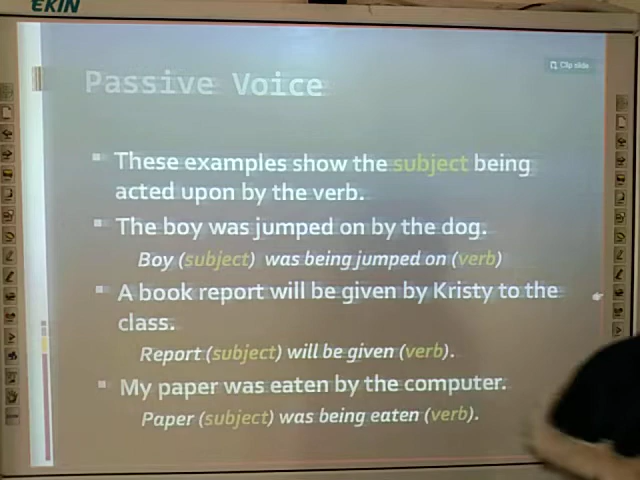 EKIN
Clip slide
Passive Voice
These examples show the subject being
acted upon by the verb.
The boy was jumped on by the dog.
Boy (subject) was being jumped on (verb)
A book report will be given by Kristy to the
class.
Report (subject) will be given (verb).
My paper was eaten by the computer.
Paper (subject) was being eaten (verb).